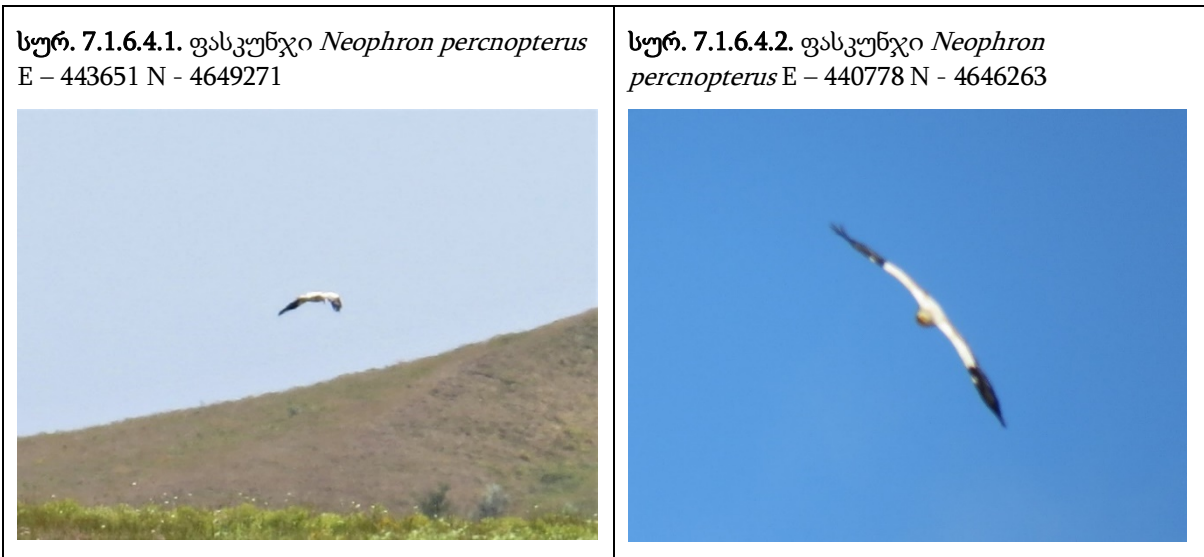 სურ. 7.1.6.4.1. ფასკუნჯი Neophron percnopterus
E – 443651 N - 4649271
სურ. 7.1.6.4.2. ფასკუნჯი Neophron
percnopterus E – 440778 N - 4646263